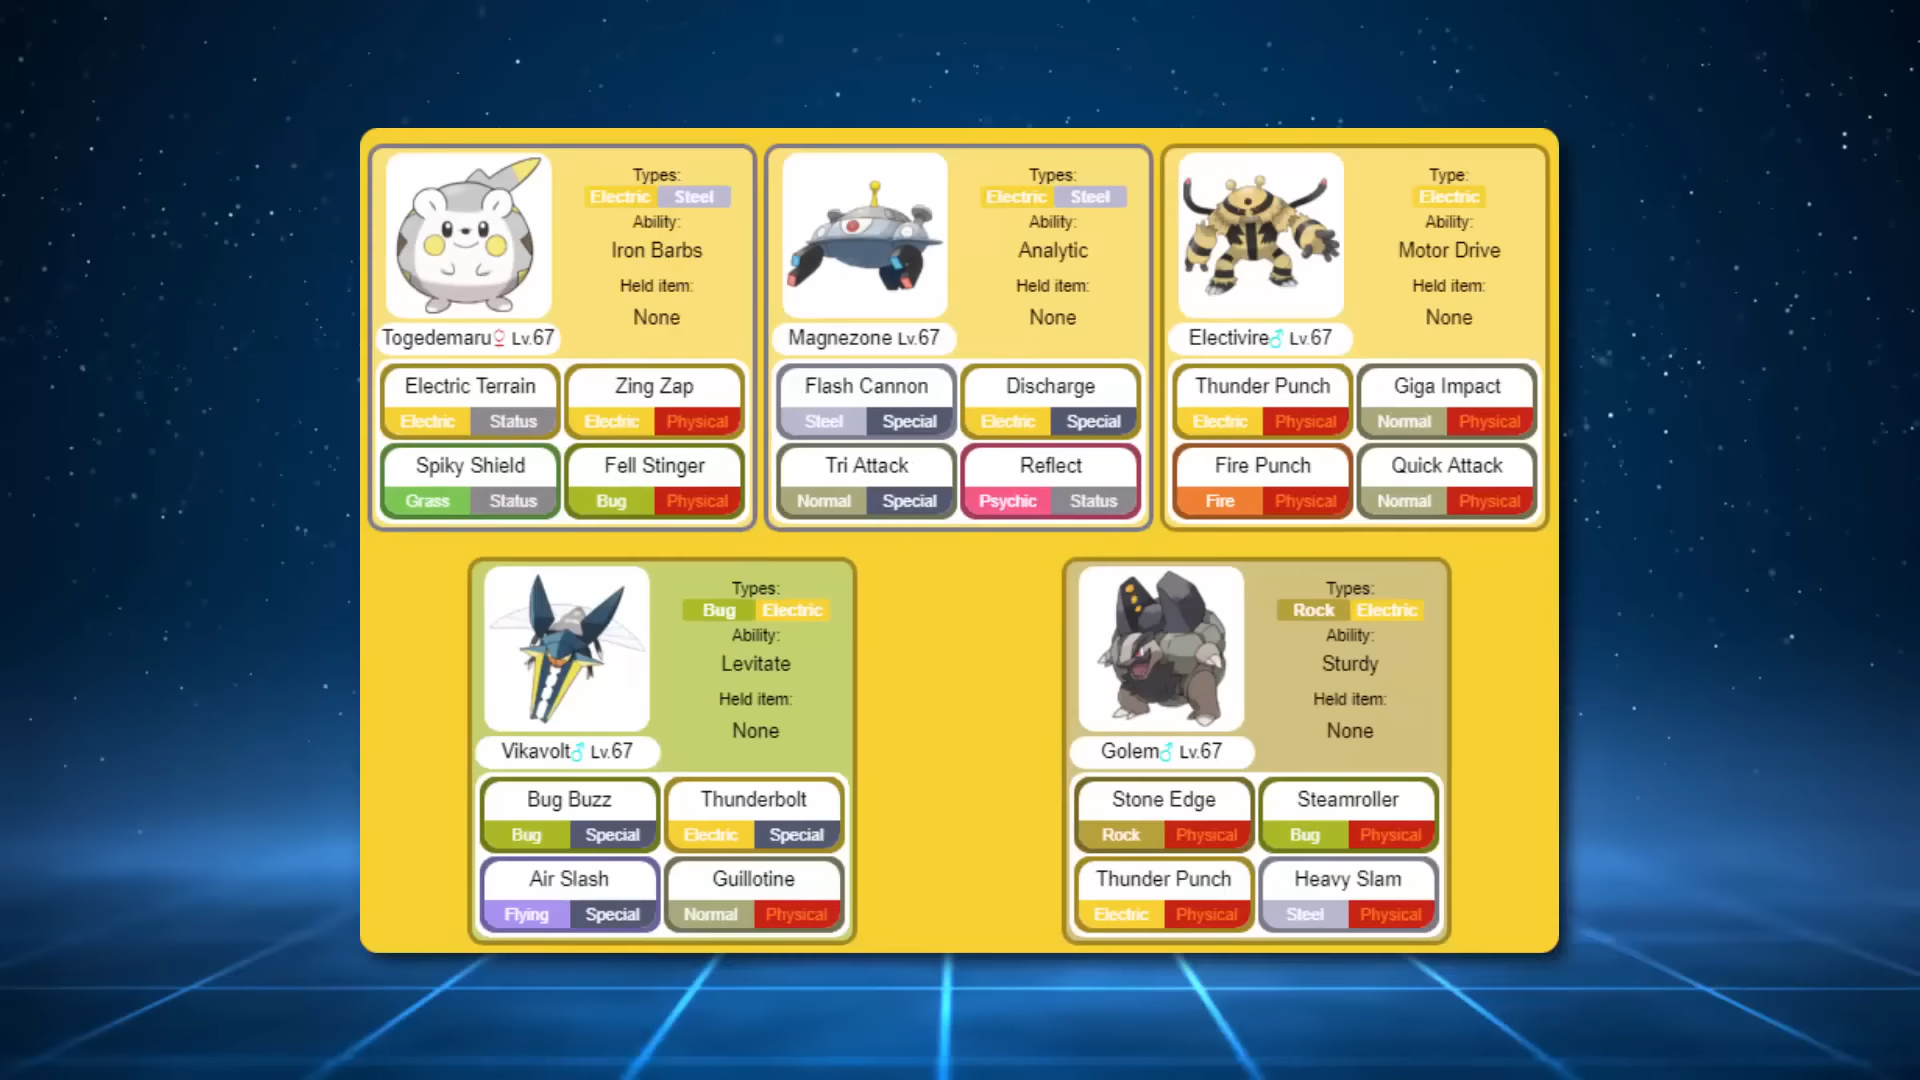 Types:
Electric Steel
Ability:
Iron Barbs
Held item:
None
Togedemaru♀ Lv.67
Electric Terrain
Electric Status
Zing Zap
Electric Physical
Spiky Shield
Grass Status
Fell Stinger
Bug Physical
Types:
Electric Steel
Ability:
Analytic
Held item:
None
Magnezone Lv.67
Flash Cannon
Steel Special
Discharge
Electric Special
Tri Attack
Normal Special
Reflect
Psychic Status
Type:
Electric
Ability:
Motor Drive
Held item:
None
Electivire♂ Lv.67
Thunder Punch
Electric Physical
Giga Impact
Normal Physical
Fire Punch
Fire Physical
Quick Attack
Normal Physical
Types:
Bug Electric
Ability:
Levitate
Held item:
None
Vikavolt♂ Lv.67
Bug Buzz
Bug Special
Thunderbolt
Electric Special
Air Slash
Flying Special
Guillotine
Normal Physical
Types:
Rock Electric
Ability:
Sturdy
Held item:
None
Golem♂ Lv.67
Stone Edge
Rock Physical
Steamroller
Bug Physical
Thunder Punch
Electric Physical
Heavy Slam
Steel Physical